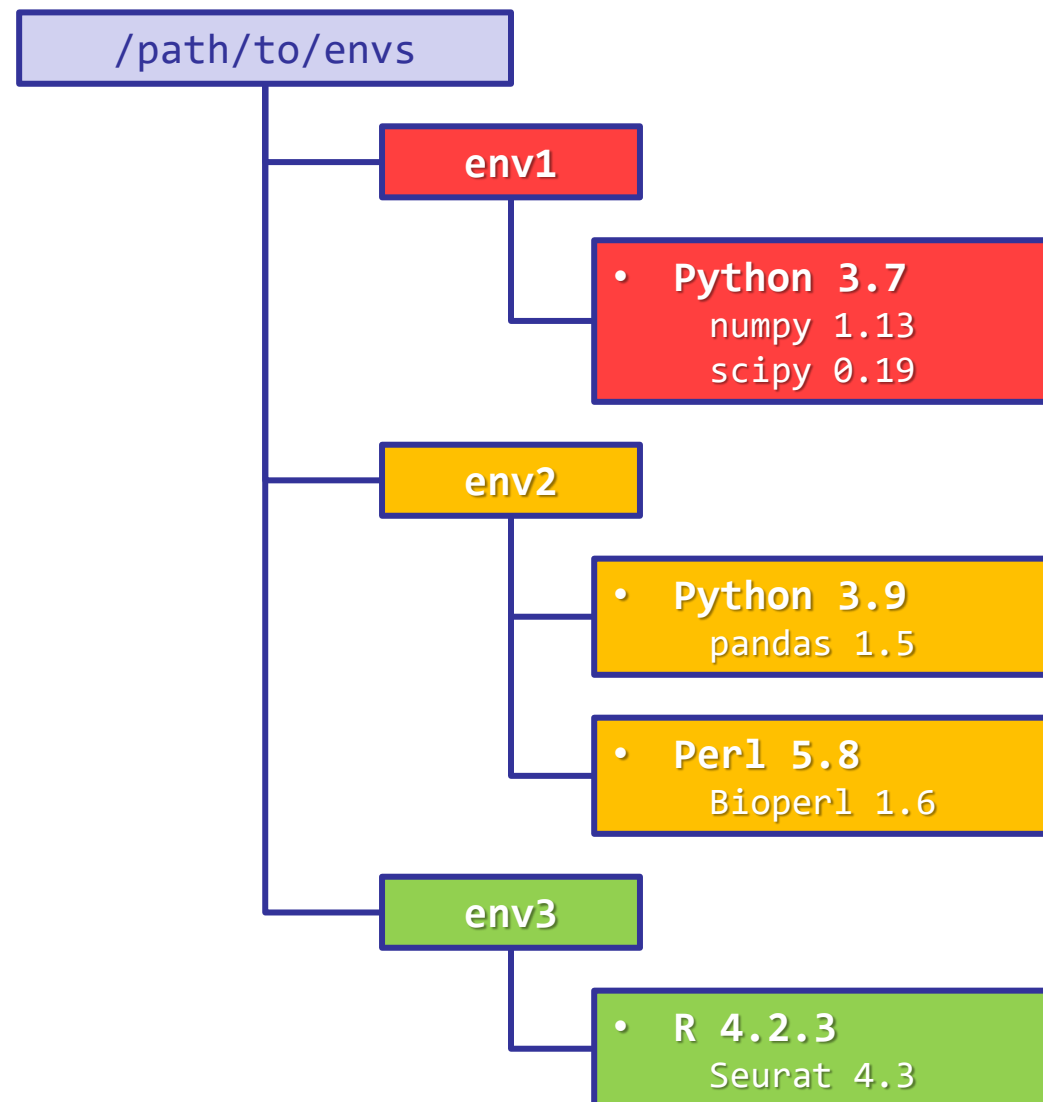 /path/to/envs
env1
• Python 3.7
numpy 1.13
scipy 0.19
env2
• Python 3.9
pandas 1.5
• Perl 5.8
Bioperl 1.6
env3
• R 4.2.3
Seurat 4.3